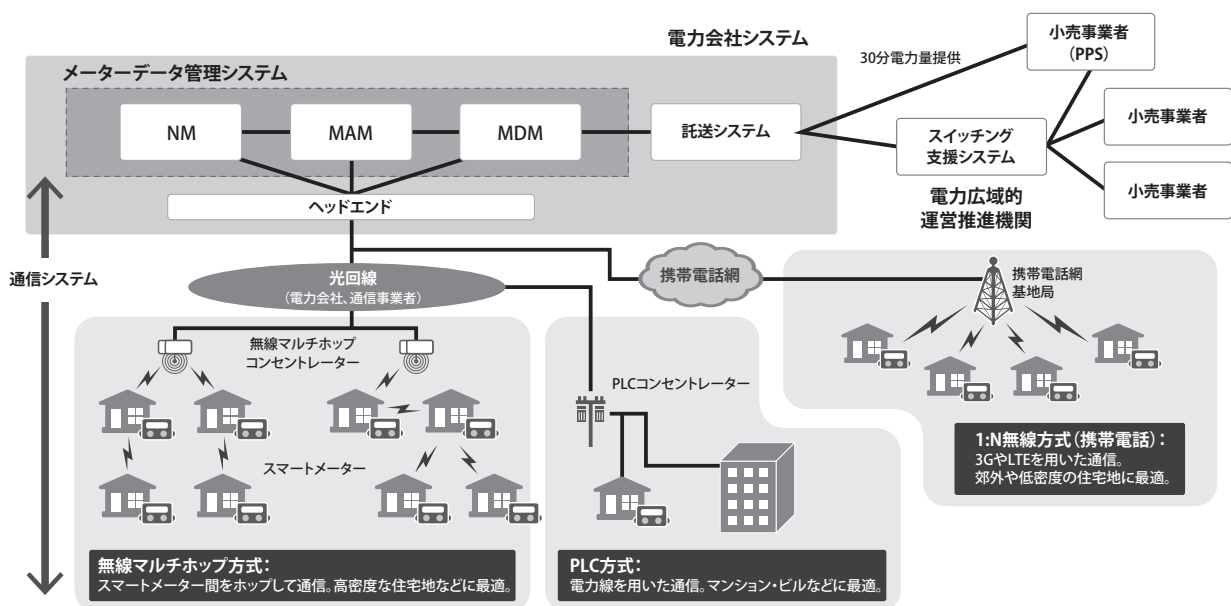 電力会社システム
メーターデータ管理システム
NM
MAM
MDM
託送システム
ヘッドエンド
30分電力量提供
小売事業者
(PPS)
スイッチング
支援システム
小売事業者
小売事業者
電力広域的
運営推進機関
通信システム
光回線
(電力会社、通信事業者)
携帯電話網
携帯電話網
基地局
無線マルチホップ
コンセントレーター
スマートメーター
PLCコンセントレーター
無線マルチホップ方式:
スマートメーター間をホップして通信。高密度な住宅地などに最適。
PLC方式:
電力線を用いた通信。マンション・ビルなどに最適。
1:N無線方式(携帯電話):
3GやLTEを用いた通信。
郊外や低密度の住宅地に最適。